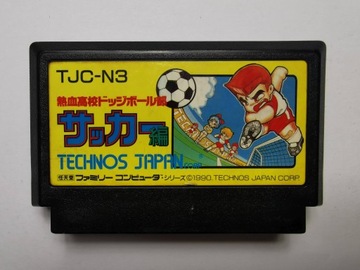 TJC-N3
熱血高校ドッジボール部
サッカー編
TECHNOS JAPAN CORP.
任天堂 ファミリーコンピュータ シリーズ ©1990, TECHNOS JAPAN CORP.